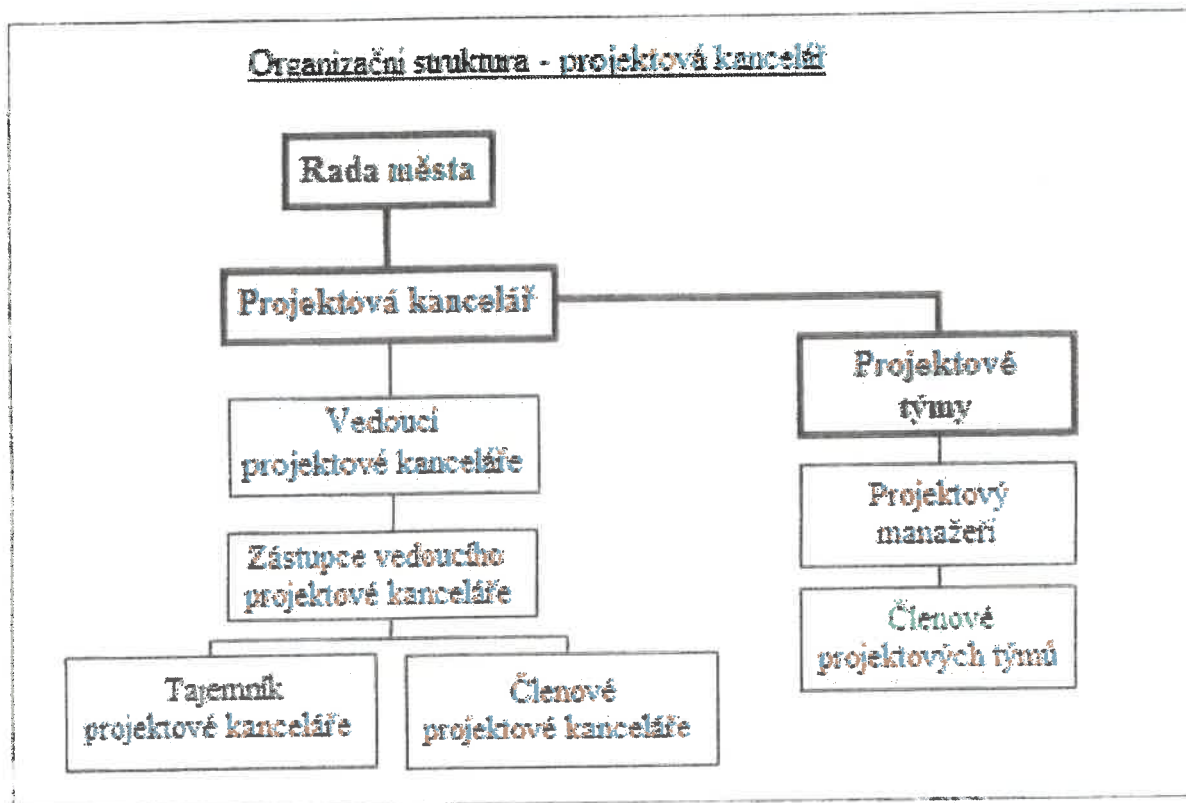 Organizační struktura - projektová kancelář
Rada města
Projektová kancelář
Projektové
týmy
Vedoucí
projektové kanceláře
Projektový
manažeři
Zástupce vedoucího
projektové kanceláře
Členové
projektových týmů
Tajemník
projektové kanceláře
Členové
projektové kanceláře